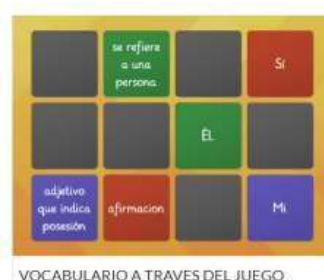 se refiere
a una
persona
Sí
ÉL
adjetivo
que indica
posesión
afirmacion
Mi
VOCABULARIO A TRAVES DEL JUEGO